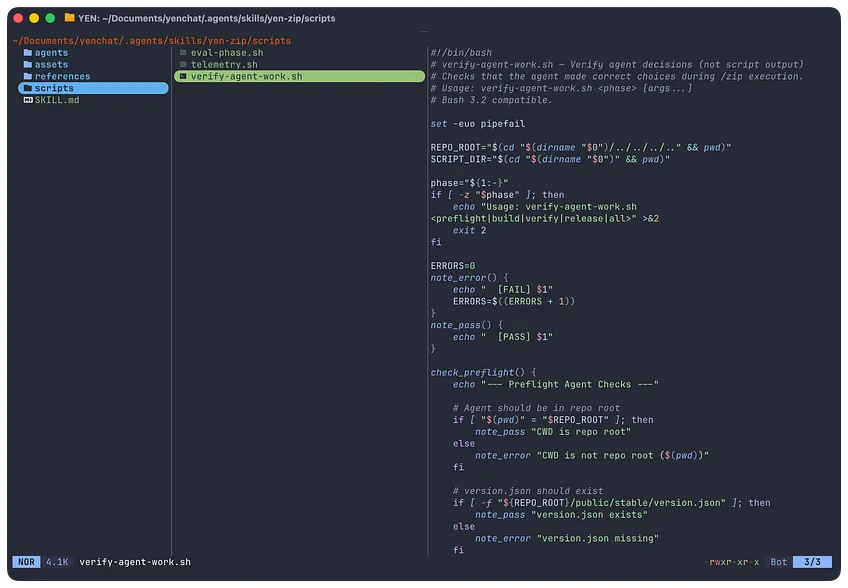 YEN: ~/Documents/yenchat/.agents/skills/yen-zip/scripts
~/Documents/yenchat/.agents/skills/yen-zip/scripts
agents
assets
references
scripts
SKILL.md
eval-phase.sh
telemetry.sh
verify-agent-work.sh
#!/bin/bash
# verify-agent-work.sh — Verify agent decisions (not script output)
# Checks that the agent made correct choices during /zip execution.
# Usage: verify-agent-work.sh <phase> [args...]
# Bash 3.2 compatible.
set -euo pipefail
REPO_ROOT="$(cd "$(dirname "$0")/../../../.." && pwd)"
SCRIPT_DIR="$(cd "$(dirname "$0")" && pwd)"
phase="${1:-}"
if [ -z "$phase" ]; then
    echo "Usage: verify-agent-work.sh
<preflight|build|verify|release|all>" >&2
    exit 2
fi
ERRORS=0
note_error() {
    echo "  [FAIL] $1"
    ERRORS=$((ERRORS + 1))
}
note_pass() {
    echo "  [PASS] $1"
}
check_preflight() {
    echo "--- Preflight Agent Checks ---"
    # Agent should be in repo root
    if [ "$(pwd)" = "$REPO_ROOT" ]; then
        note_pass "CWD is repo root"
    else
        note_error "CWD is not repo root ($(pwd))"
    fi
    # version.json should exist
    if [ -f "${REPO_ROOT}/public/stable/version.json" ]; then
        note_pass "version.json exists"
    else
        note_error "version.json missing"
    fi
NOR 4.1K verify-agent-work.sh
-rwxr-xr-x Bot 3/3